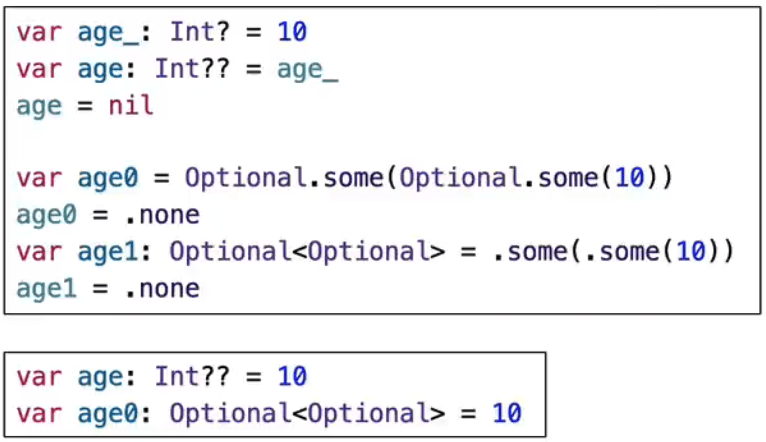 var age_: Int? = 10
var age: Int?? = age_
age = nil
var age0 = Optional.some(Optional.some(10))
age0 = .none
var age1: Optional<Optional> = .some(.some(10))
age1 = .none
var age: Int?? = 10
var age0: Optional<Optional> = 10